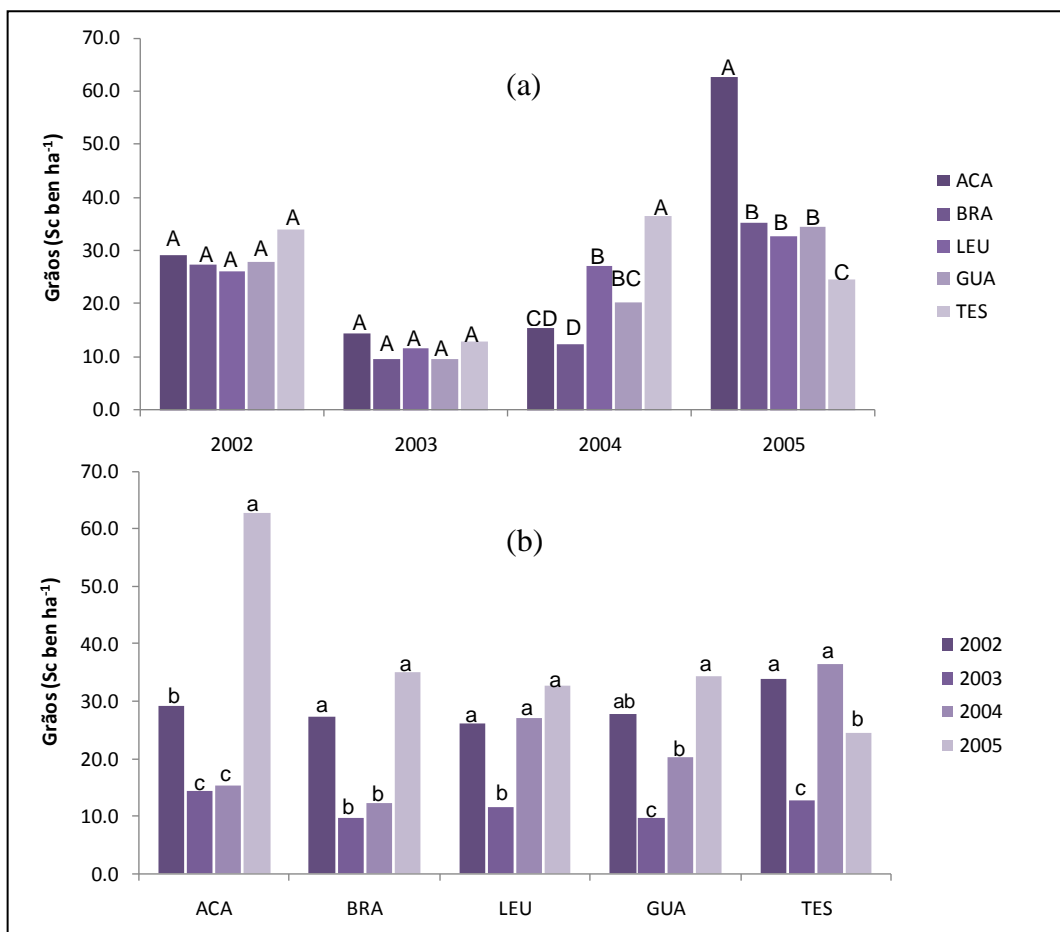 70.0
60.0
50.0
40.0
30.0
20.0
10.0
0.0
Grãos (Sc ben ha⁻¹)
(a)
A A A A A
A A A A A
CD D B BC A
A B B B C
2002 2003 2004 2005
ACA
BRA
LEU
GUA
TES
70.0
60.0
50.0
40.0
30.0
20.0
10.0
0.0
Grãos (Sc ben ha⁻¹)
(b)
b c c a
a b b a
a b a a
ab c b a
a c a b
ACA BRA LEU GUA TES
2002
2003
2004
2005